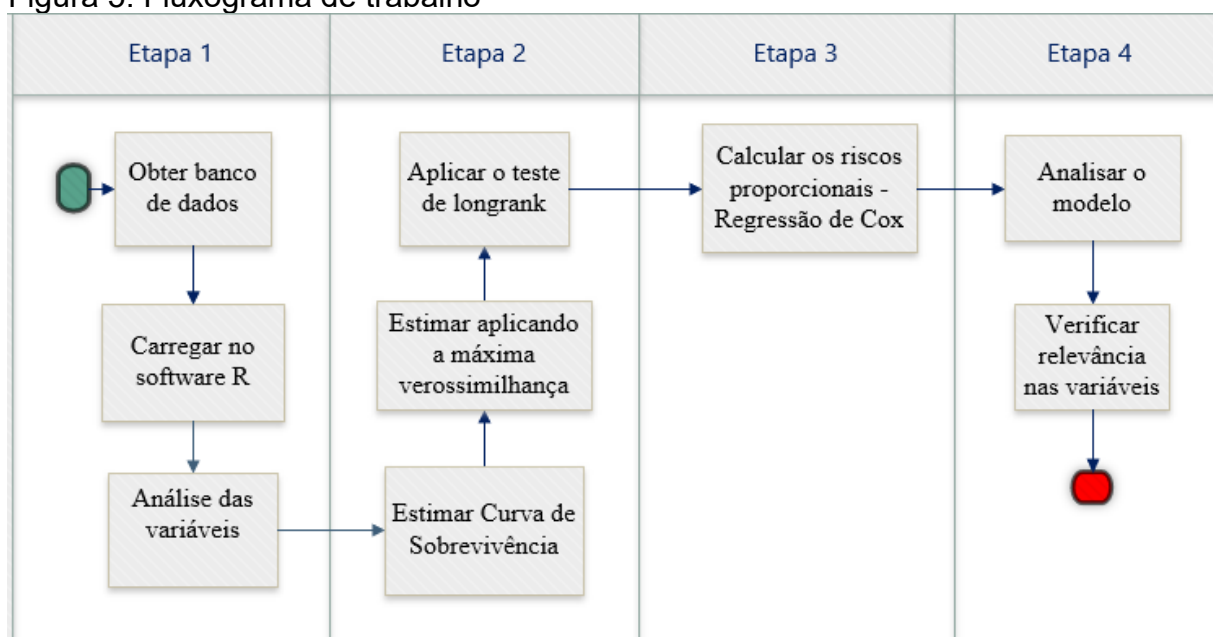 Figura 5: Fluxograma de trabalho
Etapa 1
Etapa 2
Etapa 3
Etapa 4
Obter banco
de dados
Carregar no
software R
Análise das
variáveis
Estimar Curva de
Sobrevivência
Estimar aplicando
a máxima
verossimilhança
Aplicar o teste
de longrank
Calcular os riscos
proporcionais -
Regressão de Cox
Analisar o
modelo
Verificar
relevância
nas variáveis